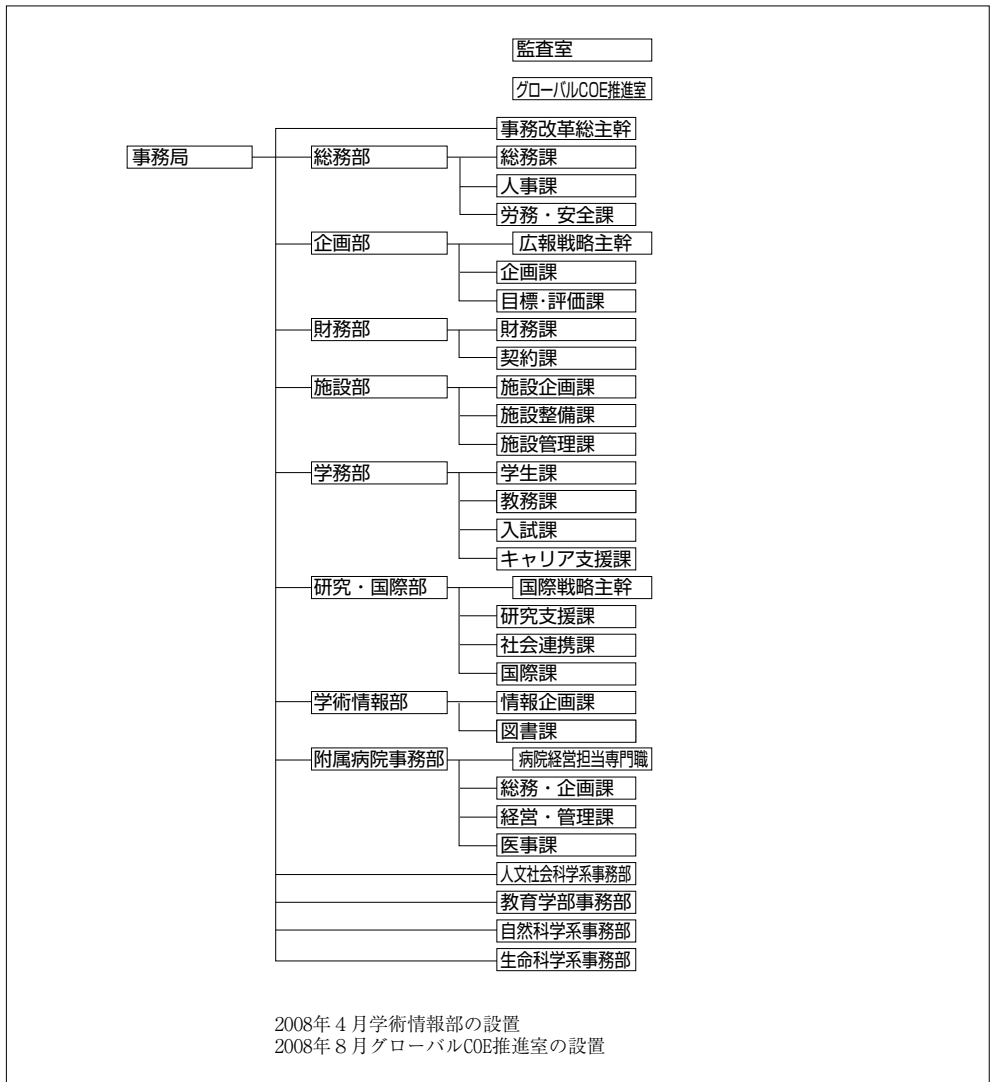 監査室
グローバルCOE推進室
事務改革総主幹
事務局
総務部
総務課
人事課
労務・安全課
企画部
広報戦略主幹
企画課
目標・評価課
財務部
財務課
契約課
施設部
施設企画課
施設整備課
施設管理課
学務部
学生課
教務課
入試課
キャリア支援課
研究・国際部
国際戦略主幹
研究支援課
社会連携課
国際課
学術情報部
情報企画課
図書課
附属病院事務部
病院経営担当専門職
総務・企画課
経営・管理課
医事課
人文社会科学系事務部
教育学部事務部
自然科学系事務部
生命科学系事務部
2008年4月学術情報部の設置
2008年8月グローバルCOE推進室の設置